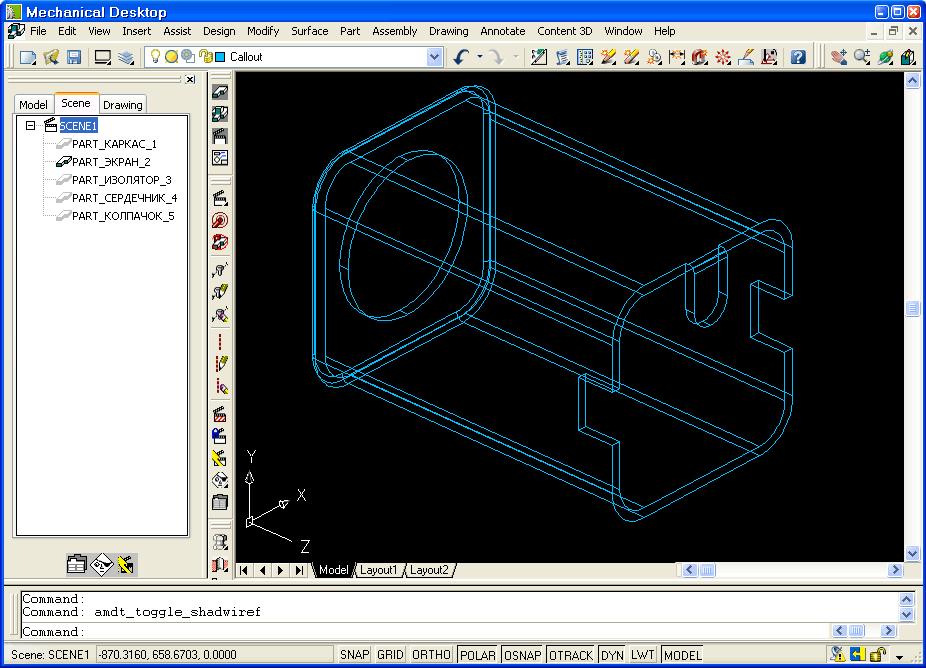 Mechanical Desktop
File Edit View Insert Assist Design Modify Surface Part Assembly Drawing Annotate Content 3D Window Help
Callout
Model Scene Drawing
SCENE1
PART_КАРКАС_1
PART_ЭКРАН_2
PART_ИЗОЛЯТОР_3
PART_СЕРДЕЧНИК_4
PART_КОЛПАЧОК_5
Y
X
Z
Model Layout1 Layout2
Command:
Command: amdt_toggle_shadwiref
Command:
Scene: SCENE1 -870.3160, 658.6703, 0.0000 SNAP GRID ORTHO POLAR OSNAP OTRACK DYN LWT MODEL